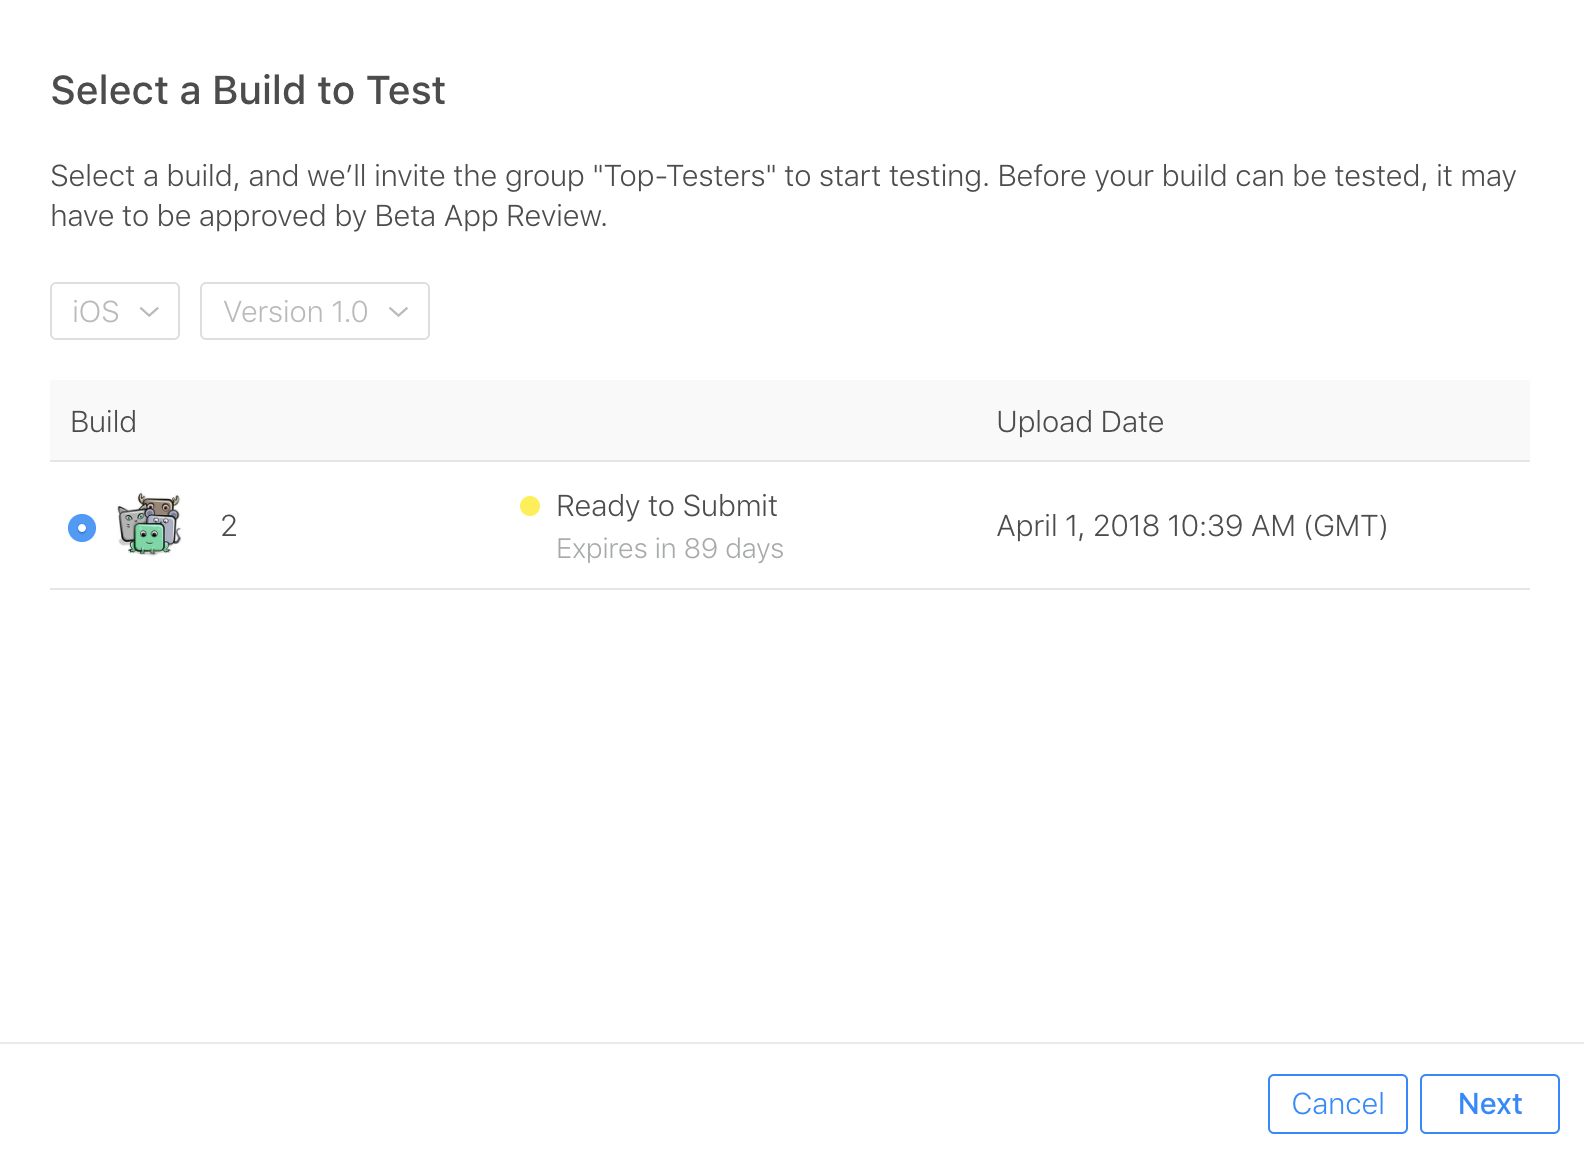 Select a Build to Test
Select a build, and we’ll invite the group "Top-Testers" to start testing. Before your build can be tested, it may
have to be approved by Beta App Review.
iOS
Version 1.0
Build
Upload Date
2
Ready to Submit
Expires in 89 days
April 1, 2018 10:39 AM (GMT)
Cancel
Next